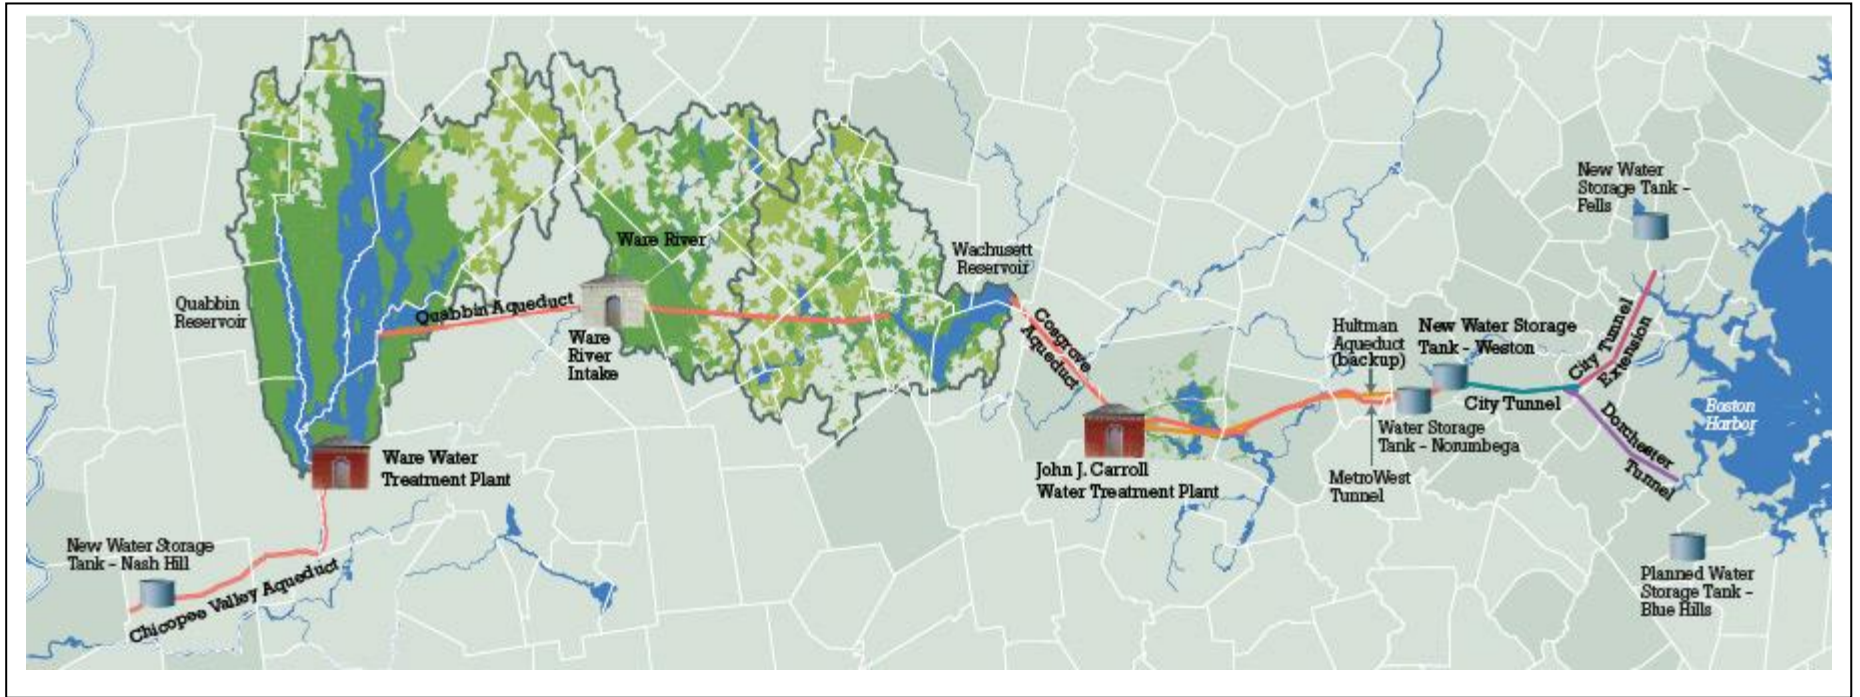 New Water
Storage Tank –
Fells
Ware River
Wachusett
Reservoir
Quabbin
Reservoir
Quabbin Aqueduct
Ware
River
Intake
Cosgrove
Aqueduct
Hultman
Aqueduct
(backup)
New Water Storage
Tank – Weston
City Tunnel
Extension
City Tunnel
Boston
Harbor
Dorchester
Tunnel
Water Storage
Tank – Norumbega
MetroWest
Tunnel
John J. Carroll
Water Treatment Plant
Ware Water
Treatment Plant
New Water Storage
Tank – Nash Hill
Chicopee Valley Aqueduct
Planned Water
Storage Tank –
Blue Hills